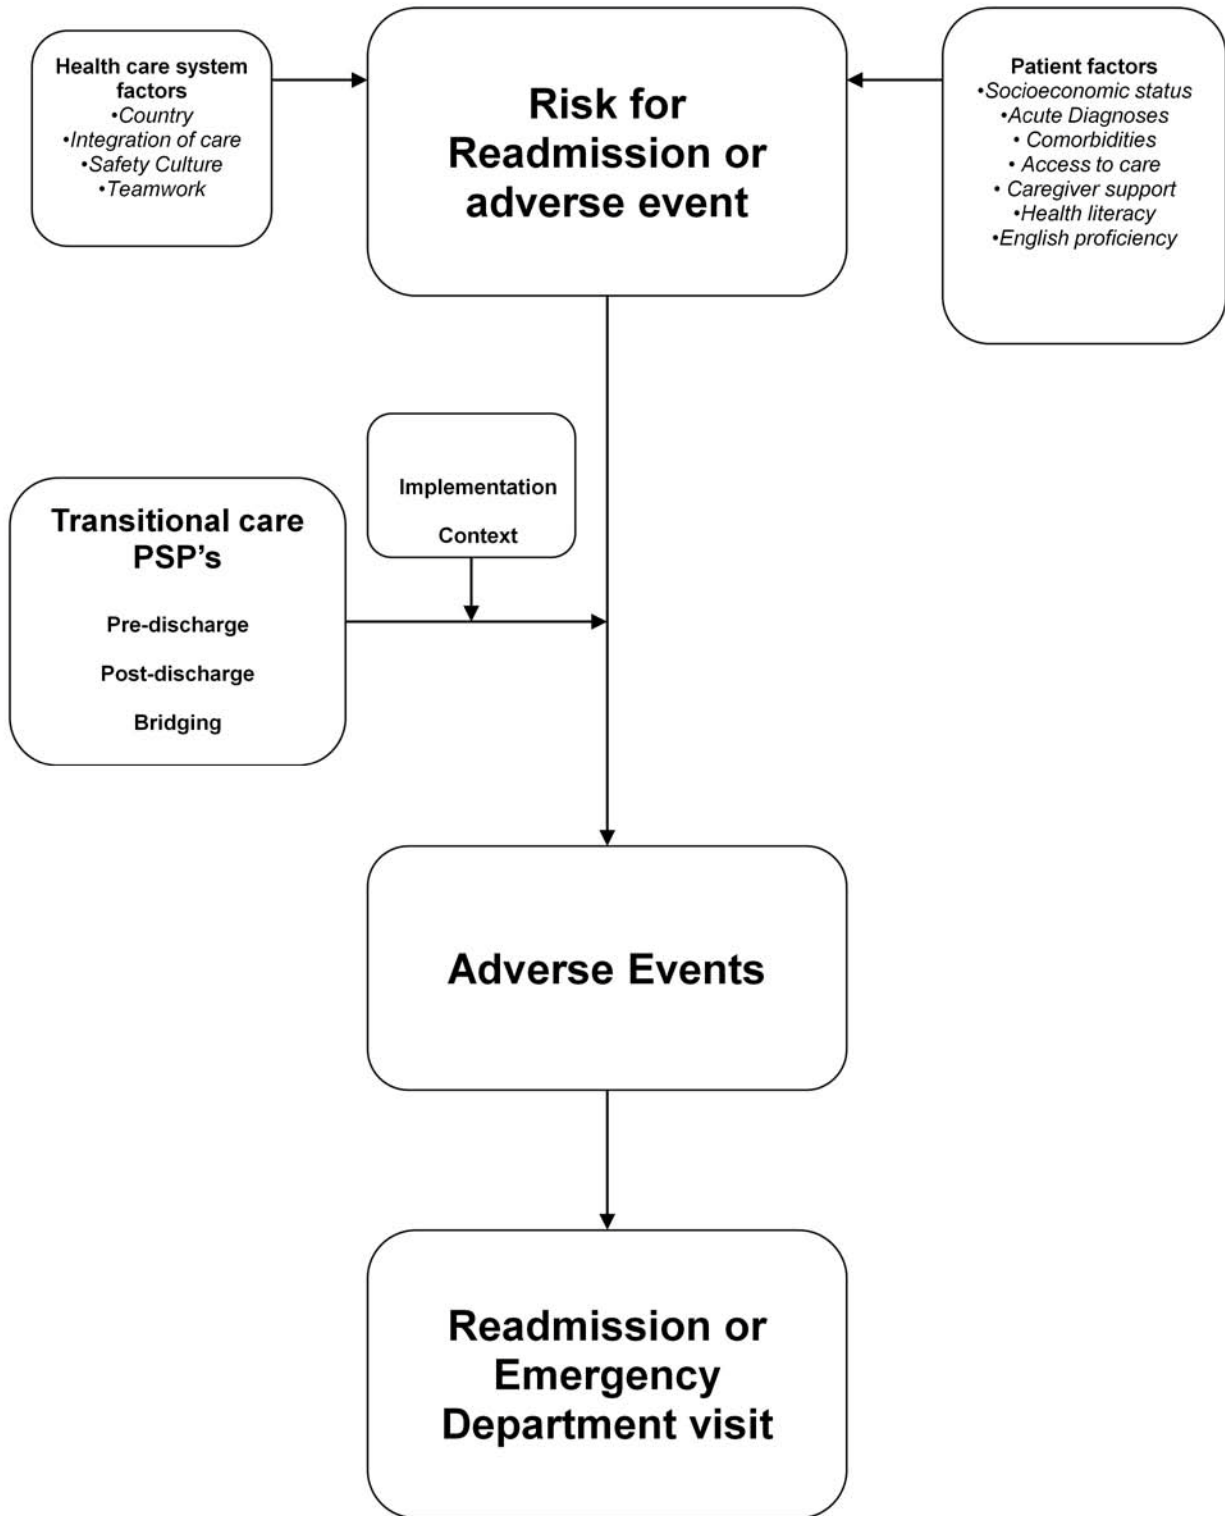 Health care system
factors
•Country
•Integration of care
•Safety Culture
•Teamwork
Risk for
Readmission or
adverse event
Patient factors
•Socioeconomic status
•Acute Diagnoses
• Comorbidities
• Access to care
• Caregiver support
•Health literacy
•English proficiency
Implementation
Context
Transitional care
PSP's
Pre-discharge
Post-discharge
Bridging
Adverse Events
Readmission or
Emergency
Department visit